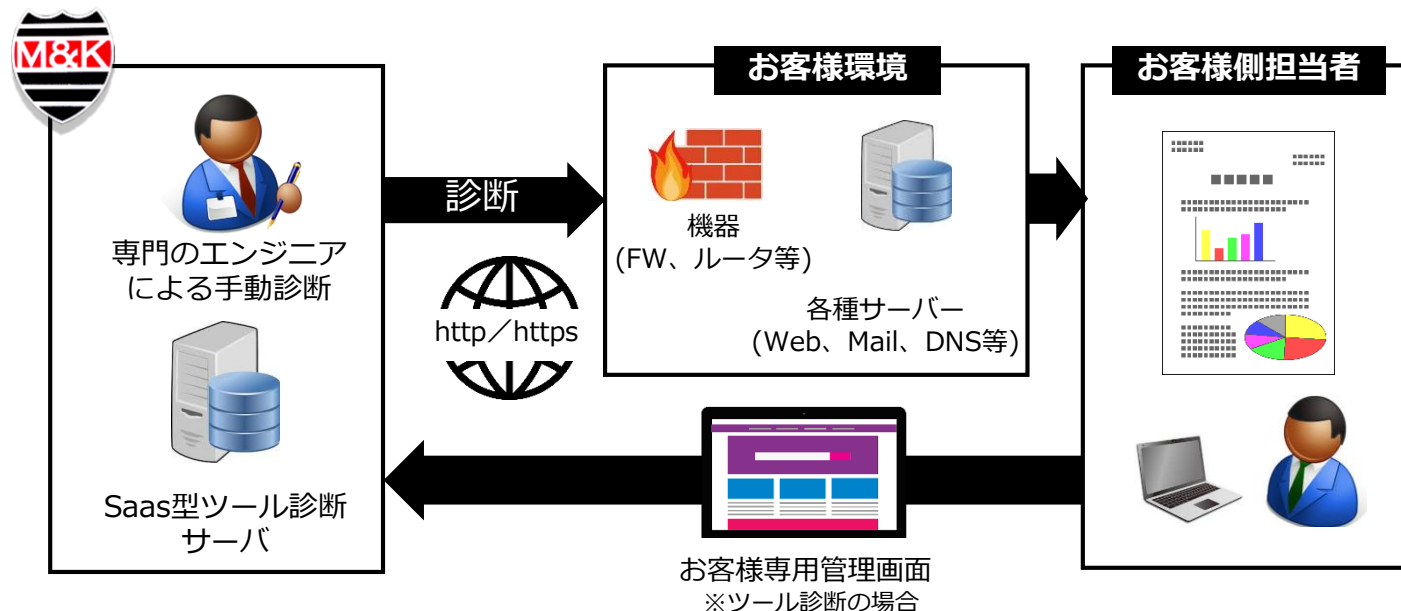 M&K
専門のエンジニア
による手動診断
Saas型ツール診断
サーバ
診断
http／https
お客様環境
機器
(FW、ルータ等)
各種サーバー
(Web、Mail、DNS等)
お客様側担当者
お客様専用管理画面
※ツール診断の場合